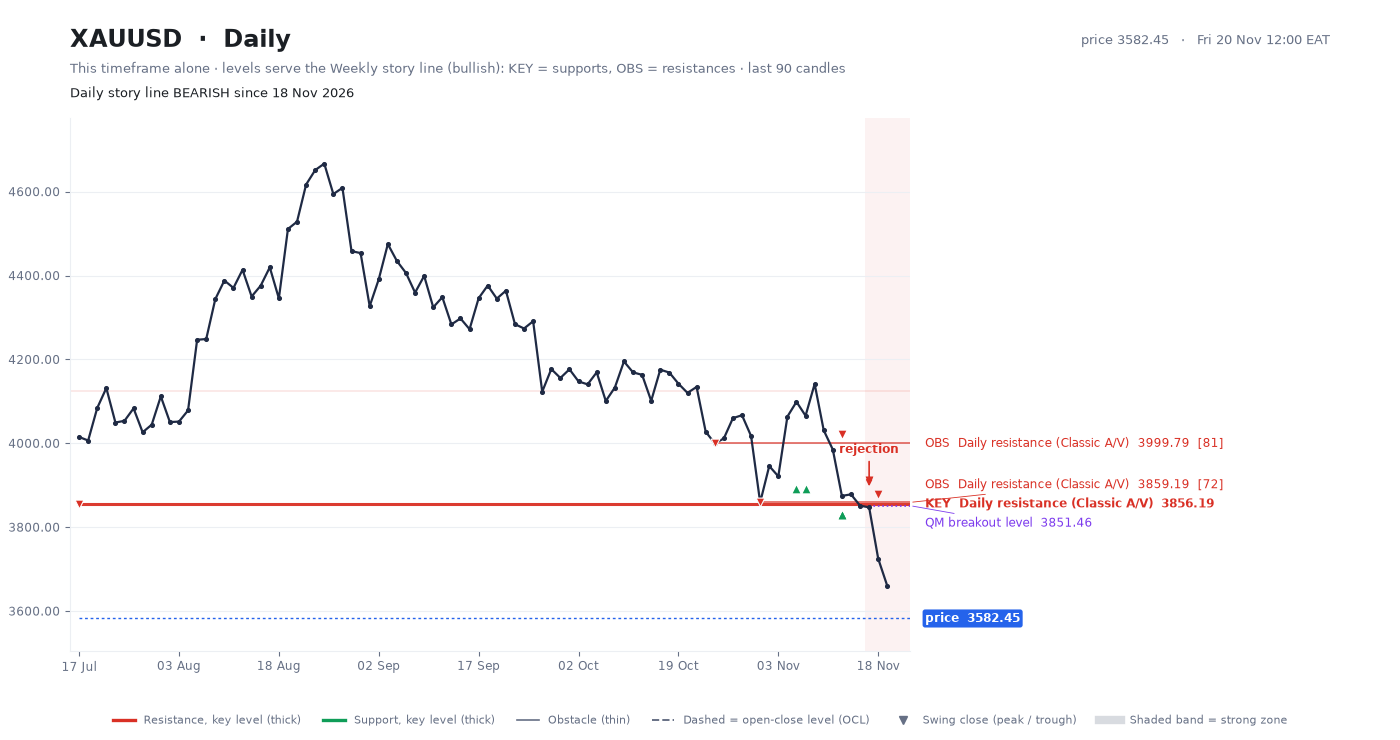 XAUUSD · Daily
price 3582.45 · Fri 20 Nov 12:00 EAT
This timeframe alone · levels serve the Weekly story line (bullish): KEY = supports, OBS = resistances · last 90 candles
Daily story line BEARISH since 18 Nov 2026
4600.00
4400.00
4200.00
4000.00
3800.00
3600.00
rejection
OBS Daily resistance (Classic A/V) 3999.79 [81]
OBS Daily resistance (Classic A/V) 3859.19 [72]
KEY Daily resistance (Classic A/V) 3856.19
QM breakout level 3851.46
price 3582.45
17 Jul
03 Aug
18 Aug
02 Sep
17 Sep
02 Oct
19 Oct
03 Nov
18 Nov
Resistance, key level (thick)
Support, key level (thick)
Obstacle (thin)
Dashed = open-close level (OCL)
Swing close (peak / trough)
Shaded band = strong zone